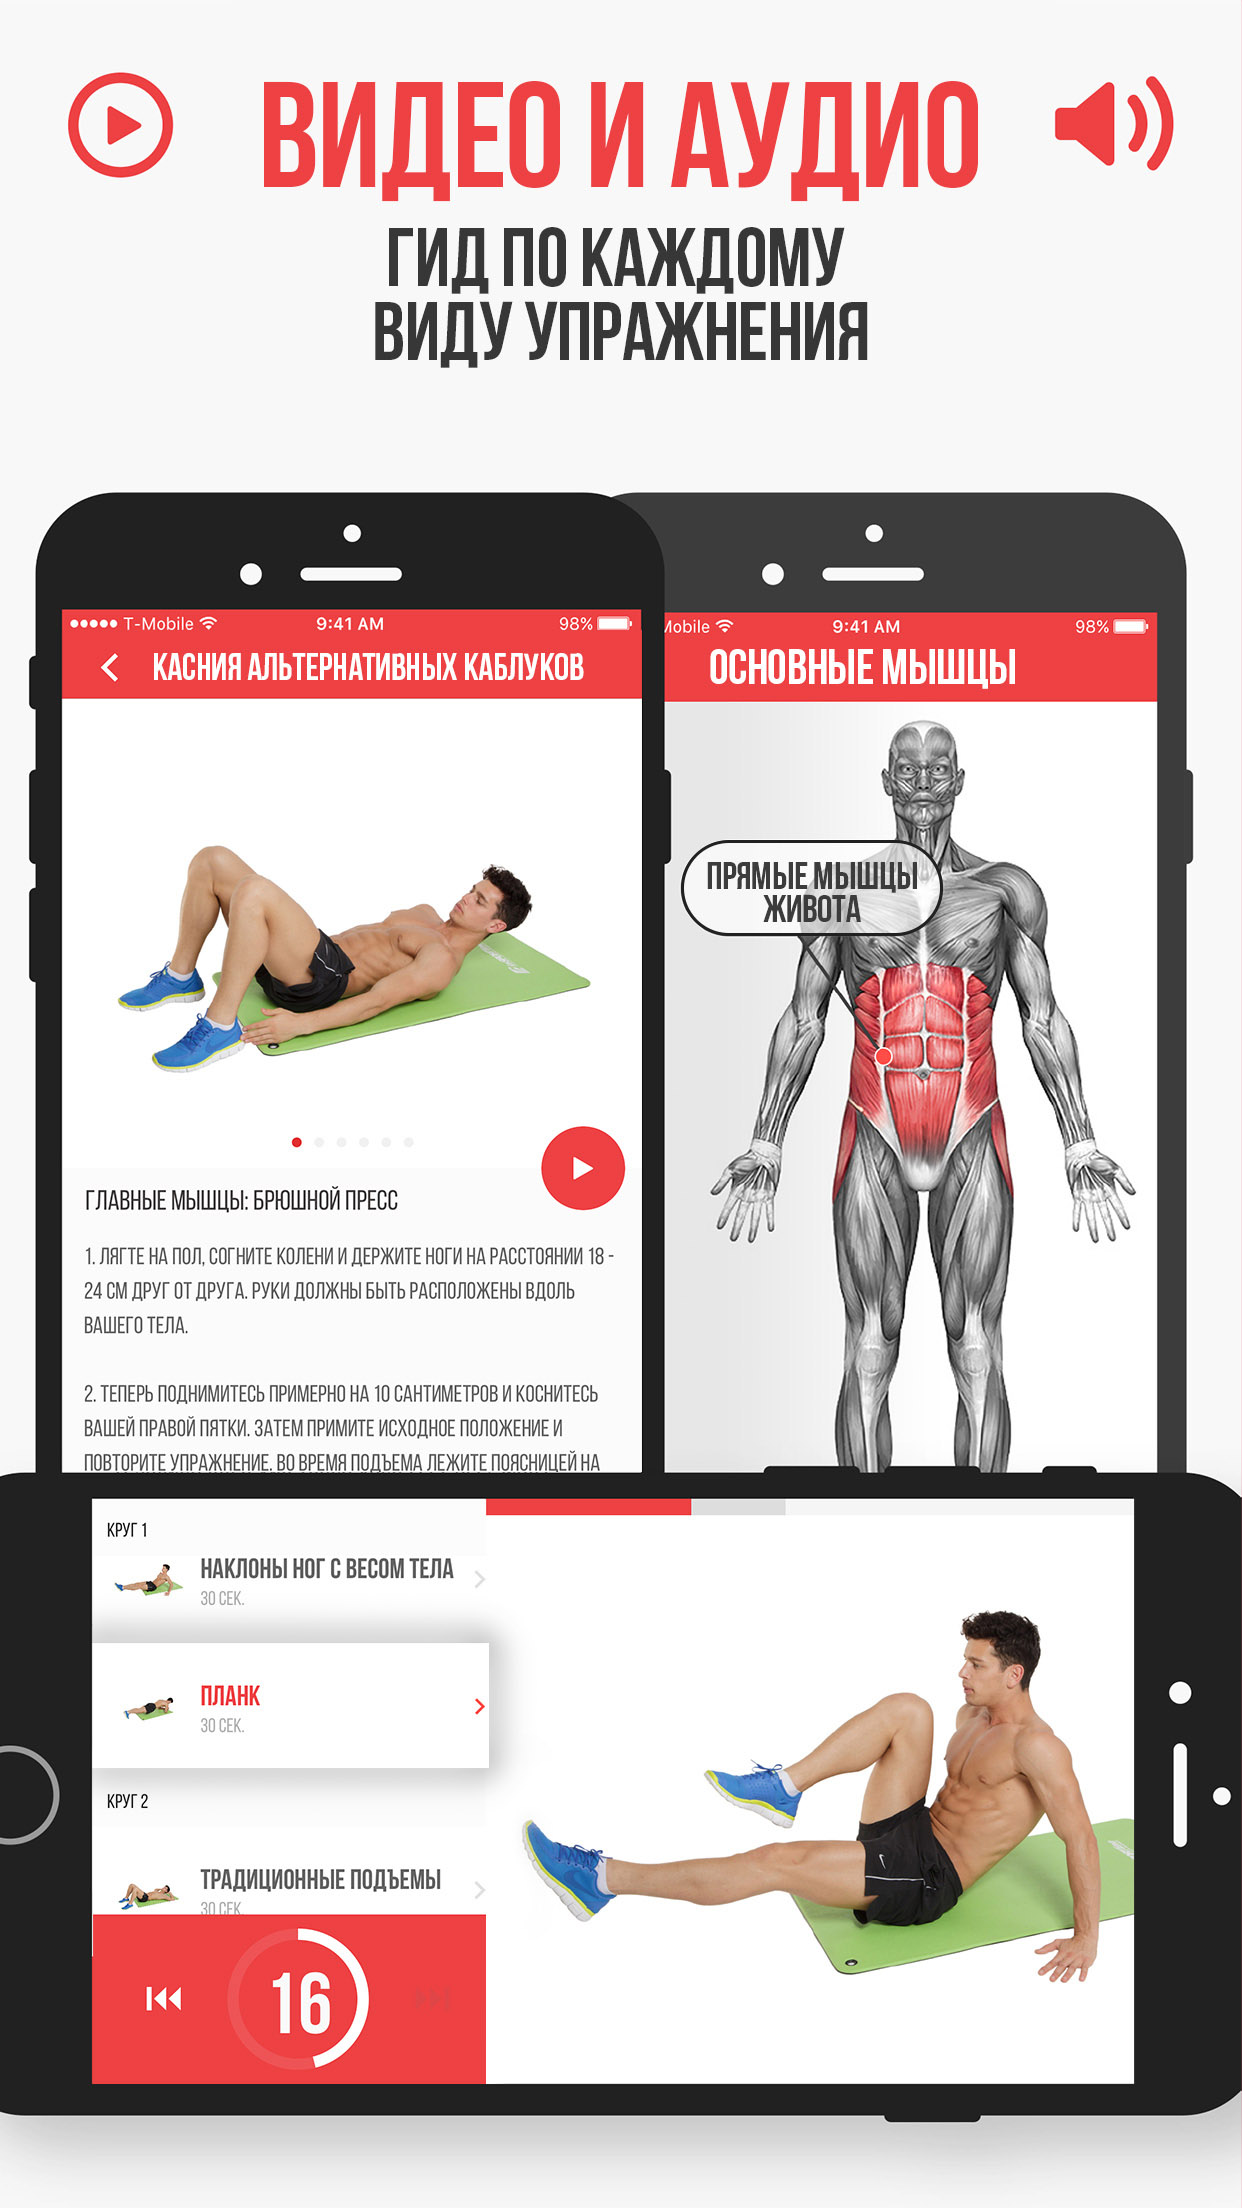 ВИДЕО И АУДИО
ГИД ПО КАЖДОМУ
ВИДУ УПРАЖНЕНИЯ
T-Mobile 9:41 AM 98%
КАСНИЯ АЛЬТЕРНАТИВНЫХ КАБЛУКОВ
ГЛАВНЫЕ МЫШЦЫ: БРЮШНОЙ ПРЕСС
1. ЛЯГТЕ НА ПОЛ, СОГНИТЕ КОЛЕНИ И ДЕРЖИТЕ НОГИ НА РАССТОЯНИИ 18 -
24 СМ ДРУГ ОТ ДРУГА. РУКИ ДОЛЖНЫ БЫТЬ РАСПОЛОЖЕНЫ ВДОЛЬ
ВАШЕГО ТЕЛА.
2. ТЕПЕРЬ ПОДНИМИТЕСЬ ПРИМЕРНО НА 10 САНТИМЕТРОВ И КОСНИТЕСЬ
ВАШЕЙ ПРАВОЙ ПЯТКИ. ЗАТЕМ ПРИМИТЕ ИСХОДНОЕ ПОЛОЖЕНИЕ И
ПОВТОРИТЕ УПРАЖНЕНИЕ. ВО ВРЕМЯ ПОДЪЕМА ЛЕЖИТЕ ПОЯСНИЦЕЙ НА
Mobile 9:41 AM 98%
ОСНОВНЫЕ МЫШЦЫ
ПРЯМЫЕ МЫШЦЫ
ЖИВОТА
КРУГ 1
НАКЛОНЫ НОГ С ВЕСОМ ТЕЛА
30 СЕК.
ПЛАНК
30 СЕК.
КРУГ 2
ТРАДИЦИОННЫЕ ПОДЪЕМЫ
30 СЕК.
16